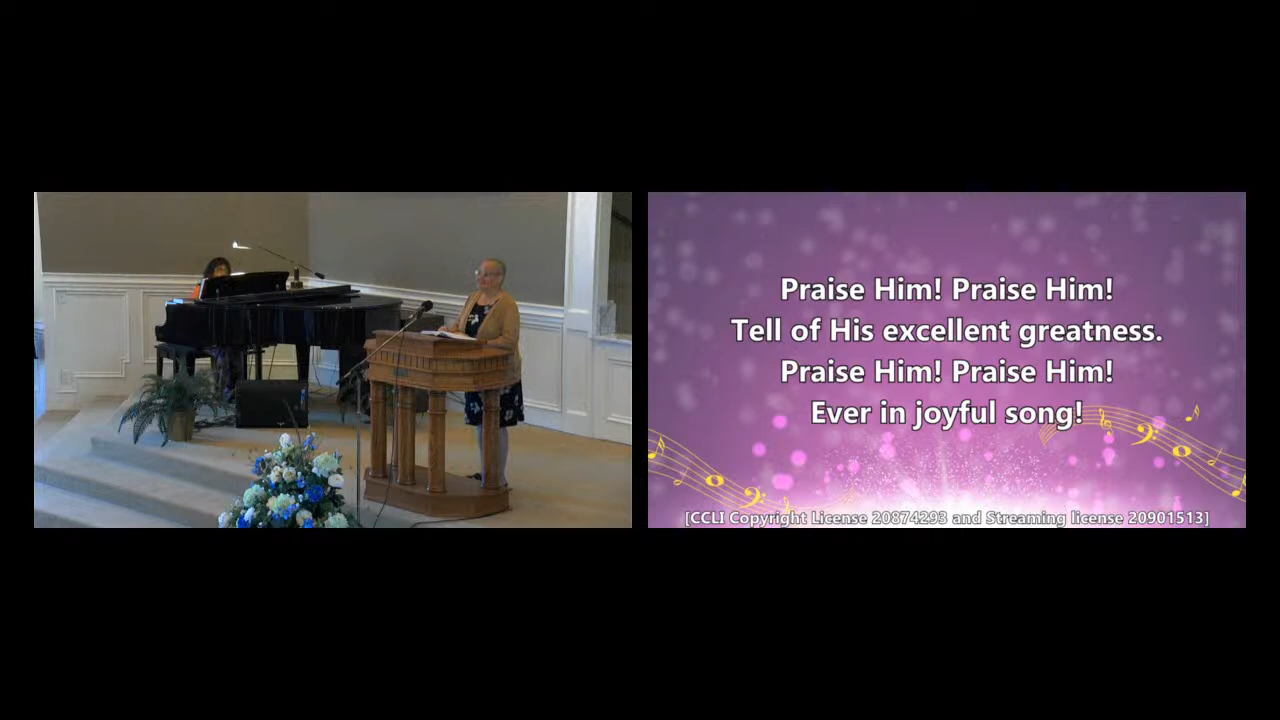 Praise Him! Praise Him!
Tell of His excellent greatness.
Praise Him! Praise Him!
Ever in joyful song!
[CCLI Copyright License 20874293 and Streaming license 20901513]